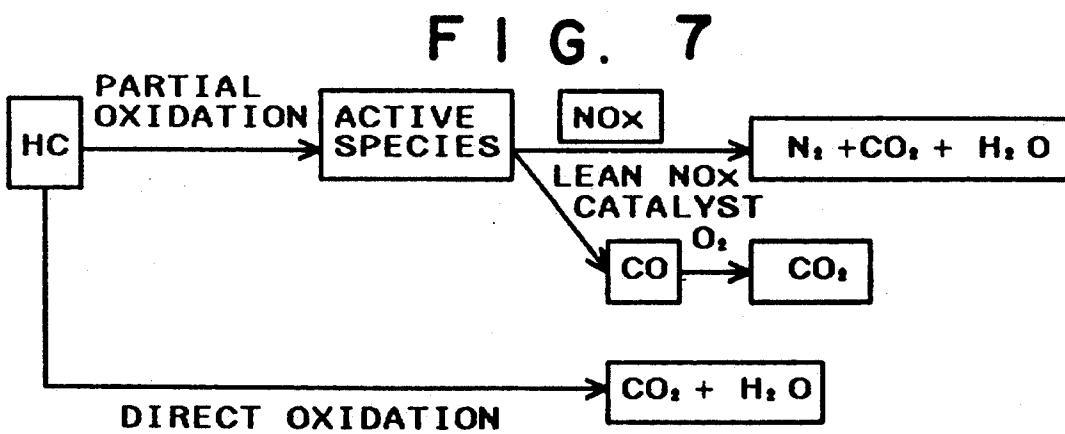 FIG. 7
PARTIAL
OXIDATION
HC
ACTIVE
SPECIES
NOx
N₂ +CO₂ + H₂O
LEAN NOx
CATALYST
O₂
CO
CO₂
CO₂ + H₂O
DIRECT OXIDATION